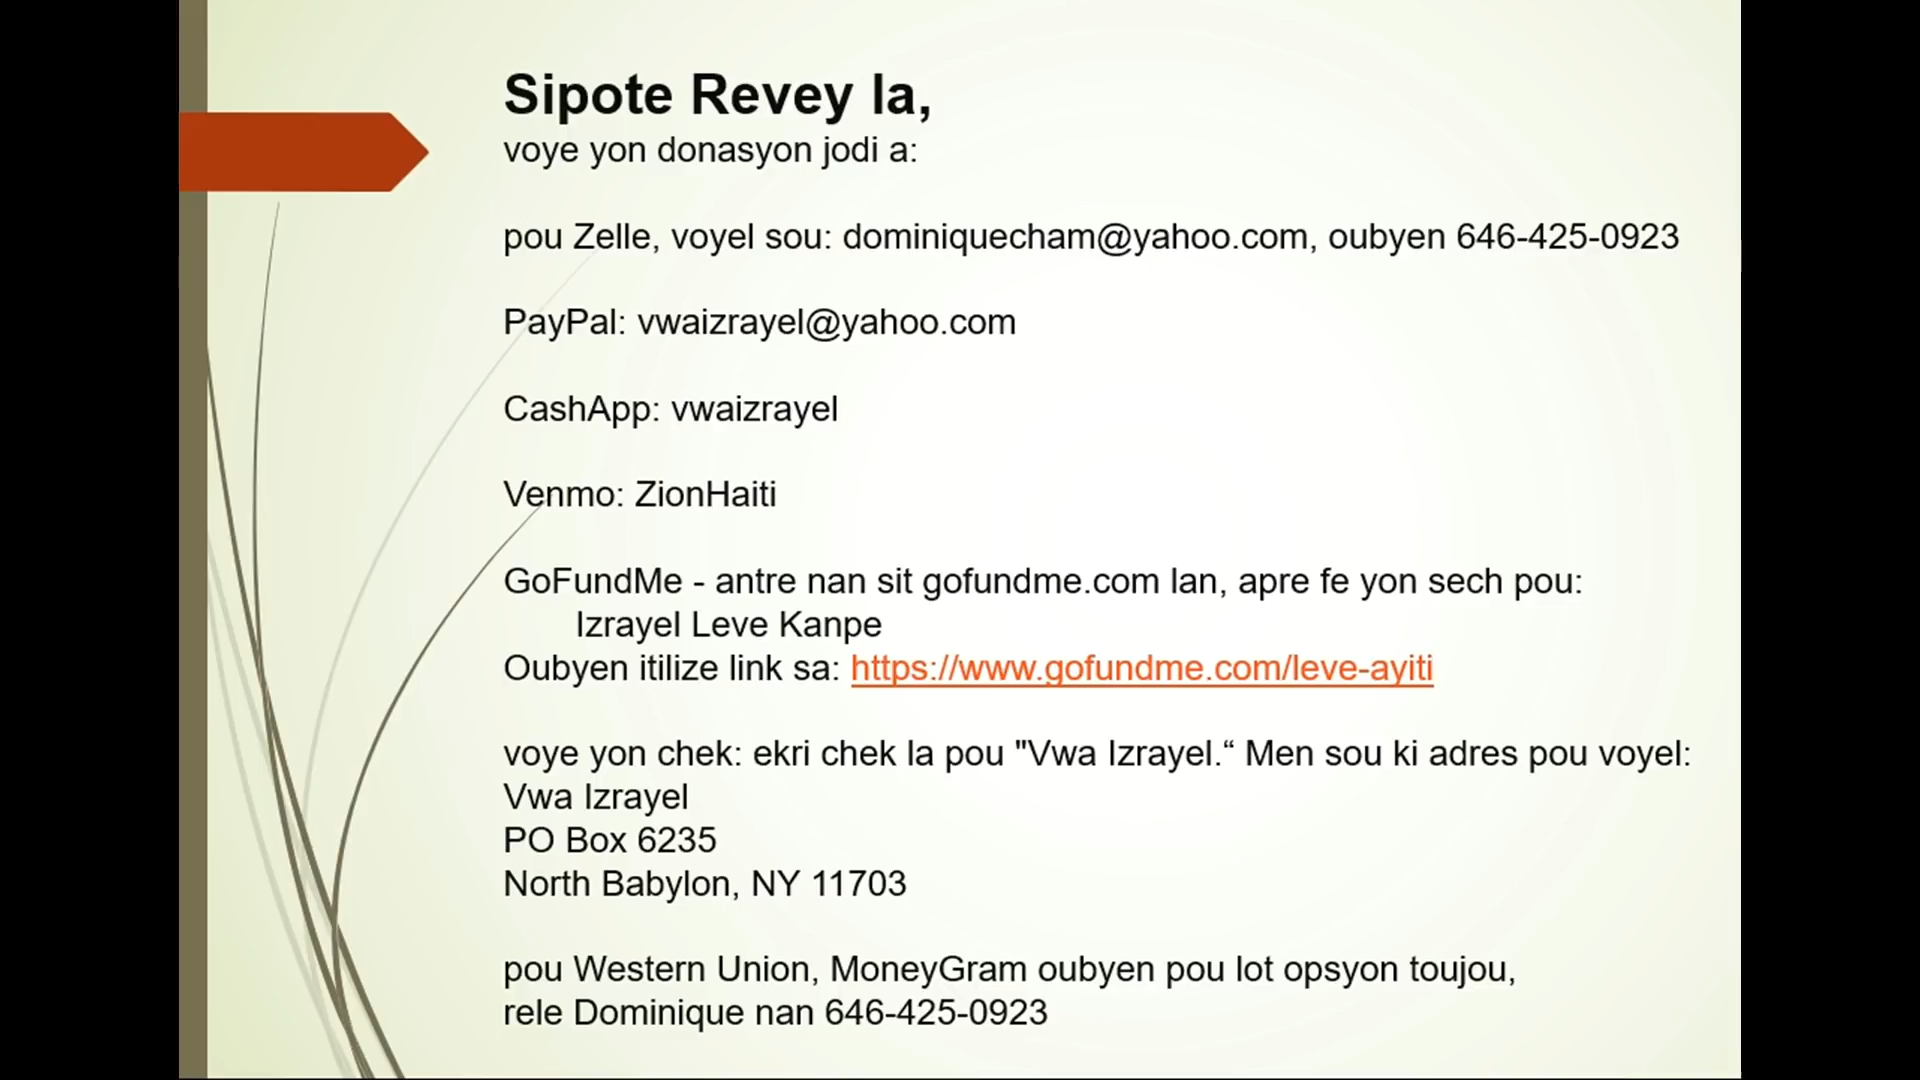 Sipote Revey la,
voye yon donasyon jodi a:
pou Zelle, voyel sou: dominiquecham@yahoo.com, oubyen 646-425-0923
PayPal: vwaizrayel@yahoo.com
CashApp: vwaizrayel
Venmo: ZionHaiti
GoFundMe - antre nan sit gofundme.com lan, apre fe yon sech pou:
Izrayel Leve Kanpe
Oubyen itilize link sa: https://www.gofundme.com/leve-ayiti
voye yon chek: ekri chek la pou "Vwa Izrayel.“ Men sou ki adres pou voyel:
Vwa Izrayel
PO Box 6235
North Babylon, NY 11703
pou Western Union, MoneyGram oubyen pou lot opsyon toujou,
rele Dominique nan 646-425-0923